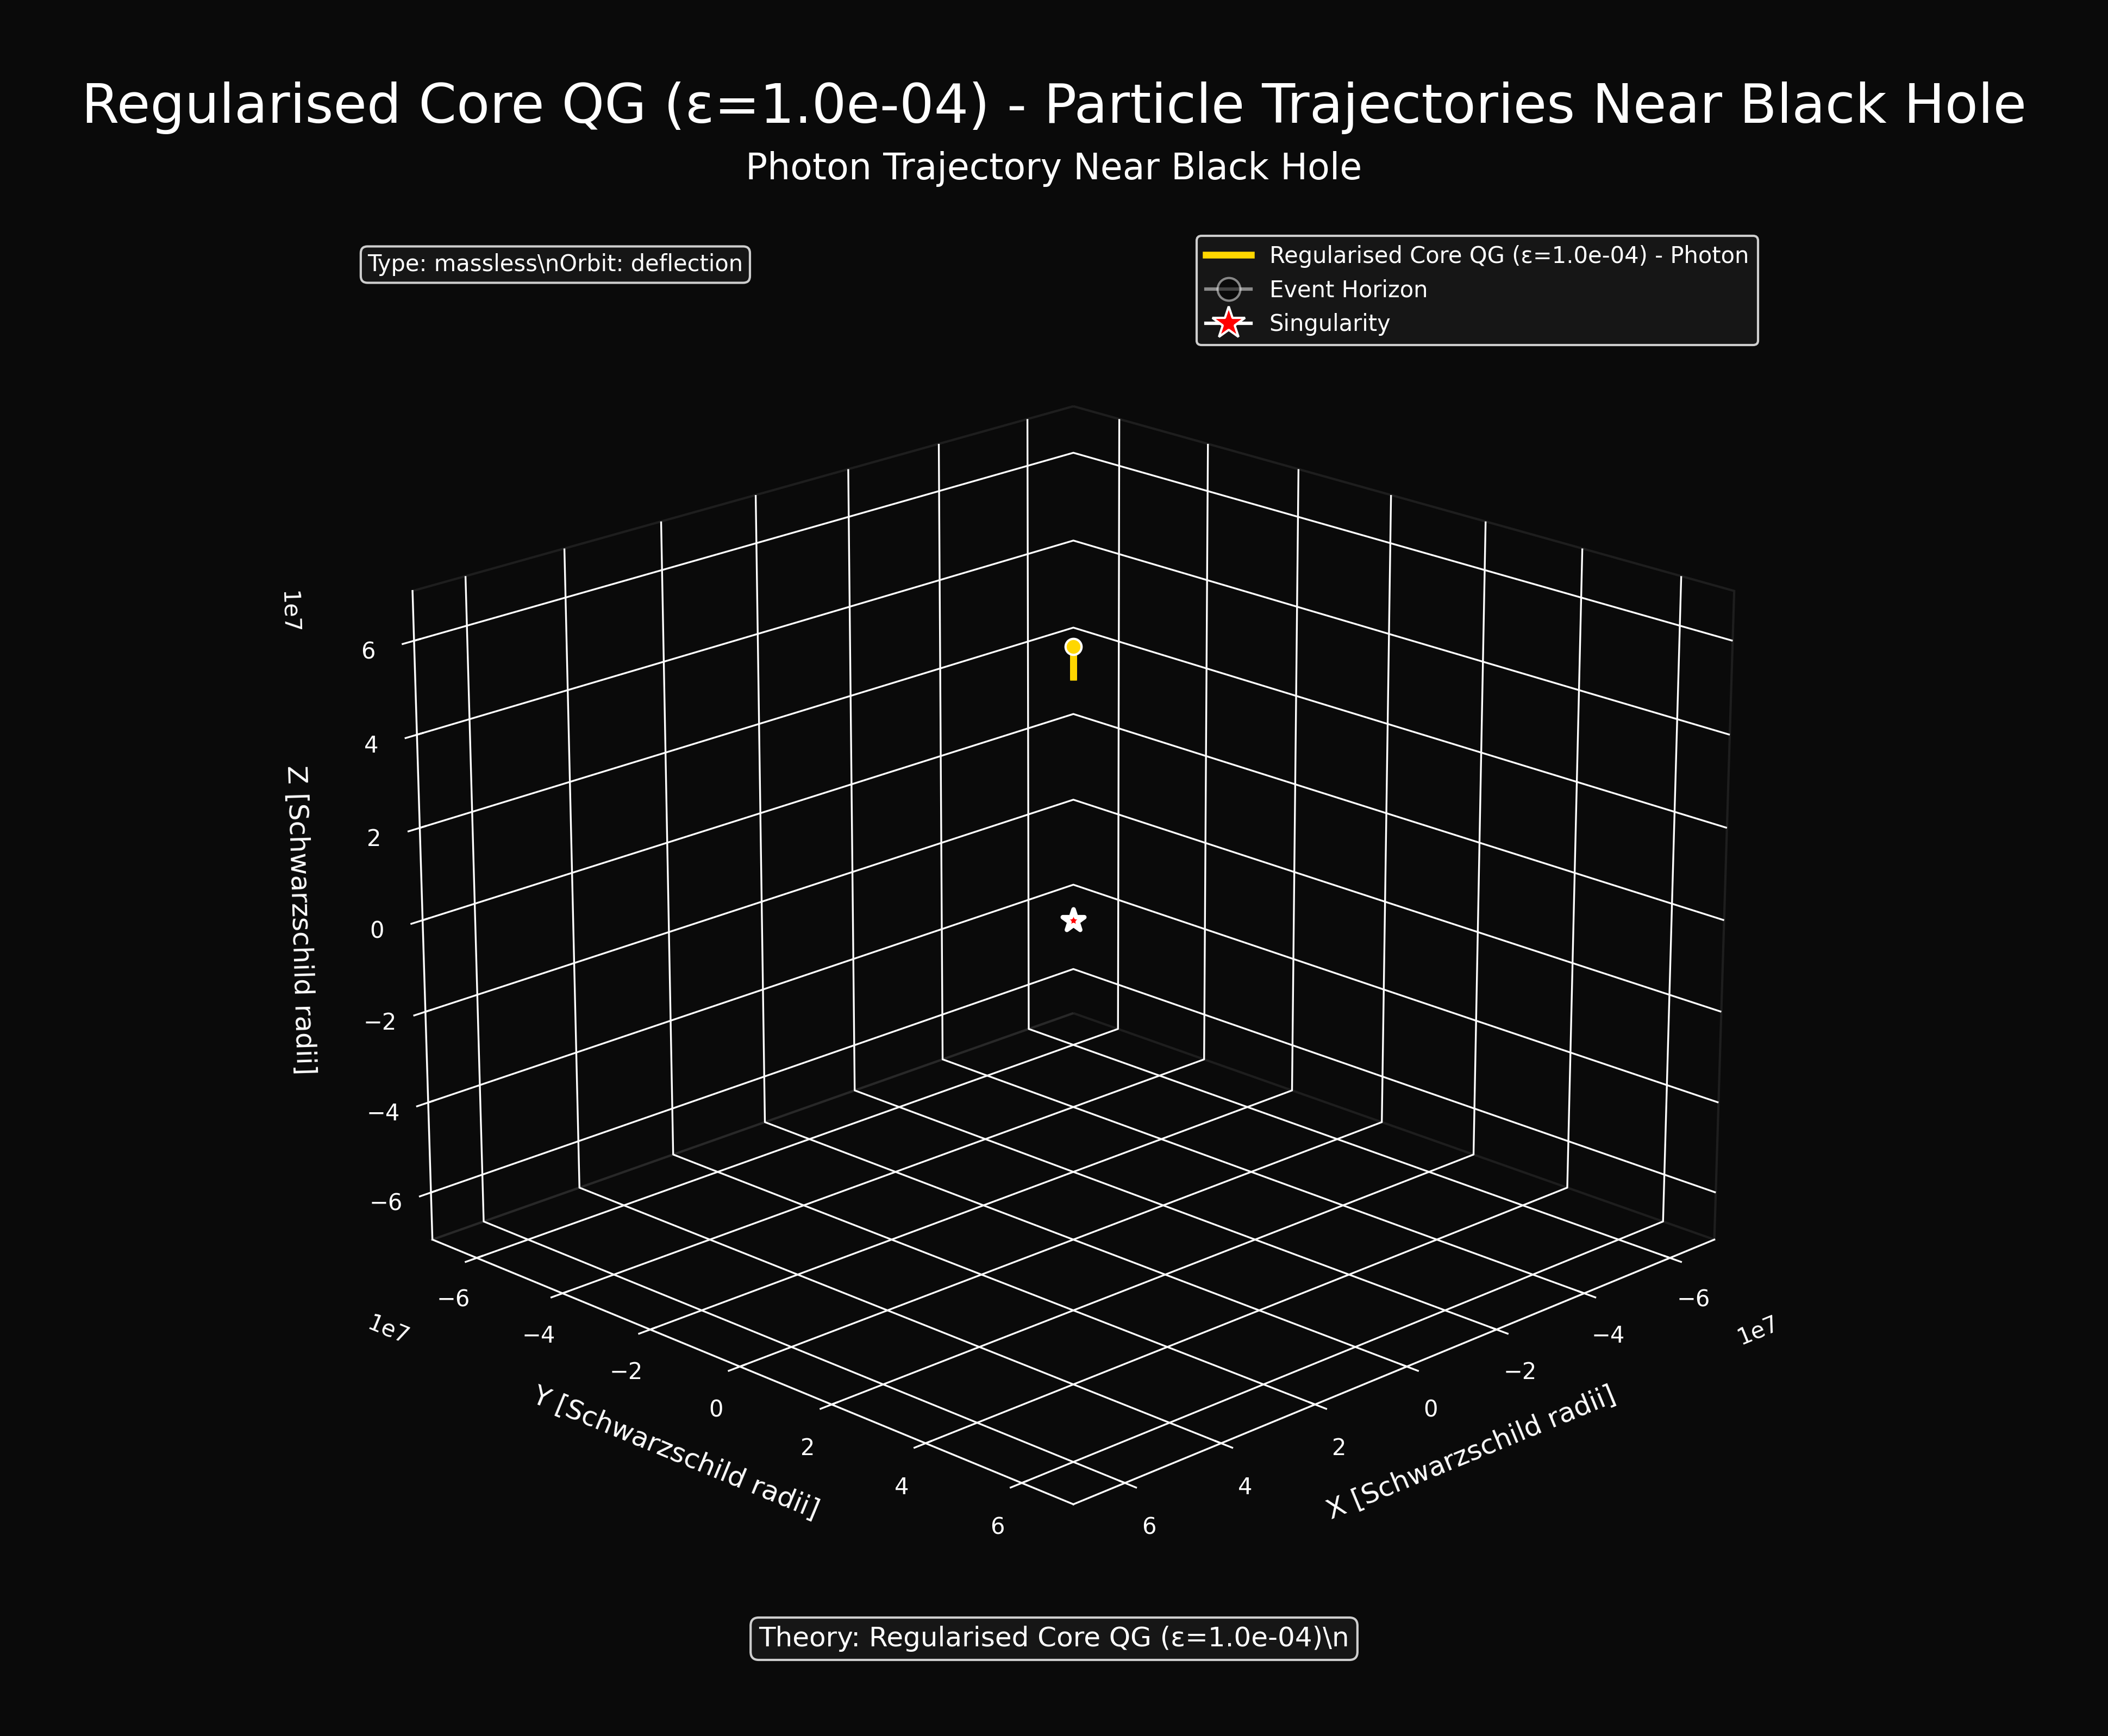 Regularised Core QG (ε=1.0e-04) - Particle Trajectories Near Black Hole
Photon Trajectory Near Black Hole
Type: massless\nOrbit: deflection
Regularised Core QG (ε=1.0e-04) - Photon
Event Horizon
Singularity
1e7
6
4
2
0
−2
−4
−6
Z [Schwarzschild radii]
1e7
−6
−4
−2
0
2
4
6
Y [Schwarzschild radii]
6
4
2
0
−2
−4
−6
1e7
X [Schwarzschild radii]
Theory: Regularised Core QG (ε=1.0e-04)\n